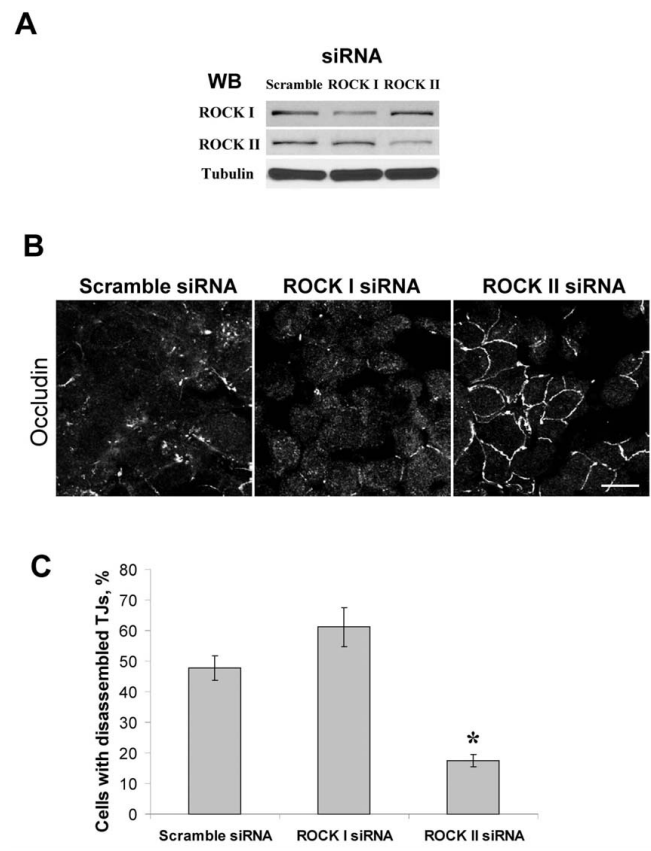 A
siRNA
WB Scramble ROCK I ROCK II
ROCK I
ROCK II
Tubulin
B
Scramble siRNA ROCK I siRNA ROCK II siRNA
Occludin
C
Cells with disassembled TJs, %
80
70
60
50
40
30
20
10
0
*
Scramble siRNA ROCK I siRNA ROCK II siRNA